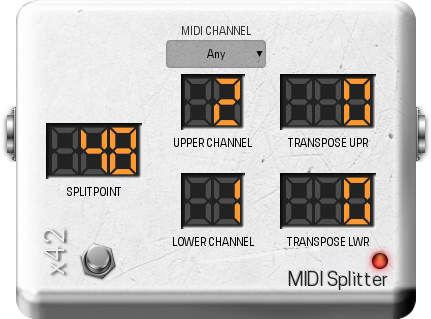 MIDI CHANNEL
Any
2
0
UPPER CHANNEL
TRANSPOSE UPR
48
SPLITPOINT
1
0
LOWER CHANNEL
TRANSPOSE LWR
x42
MIDI Splitter